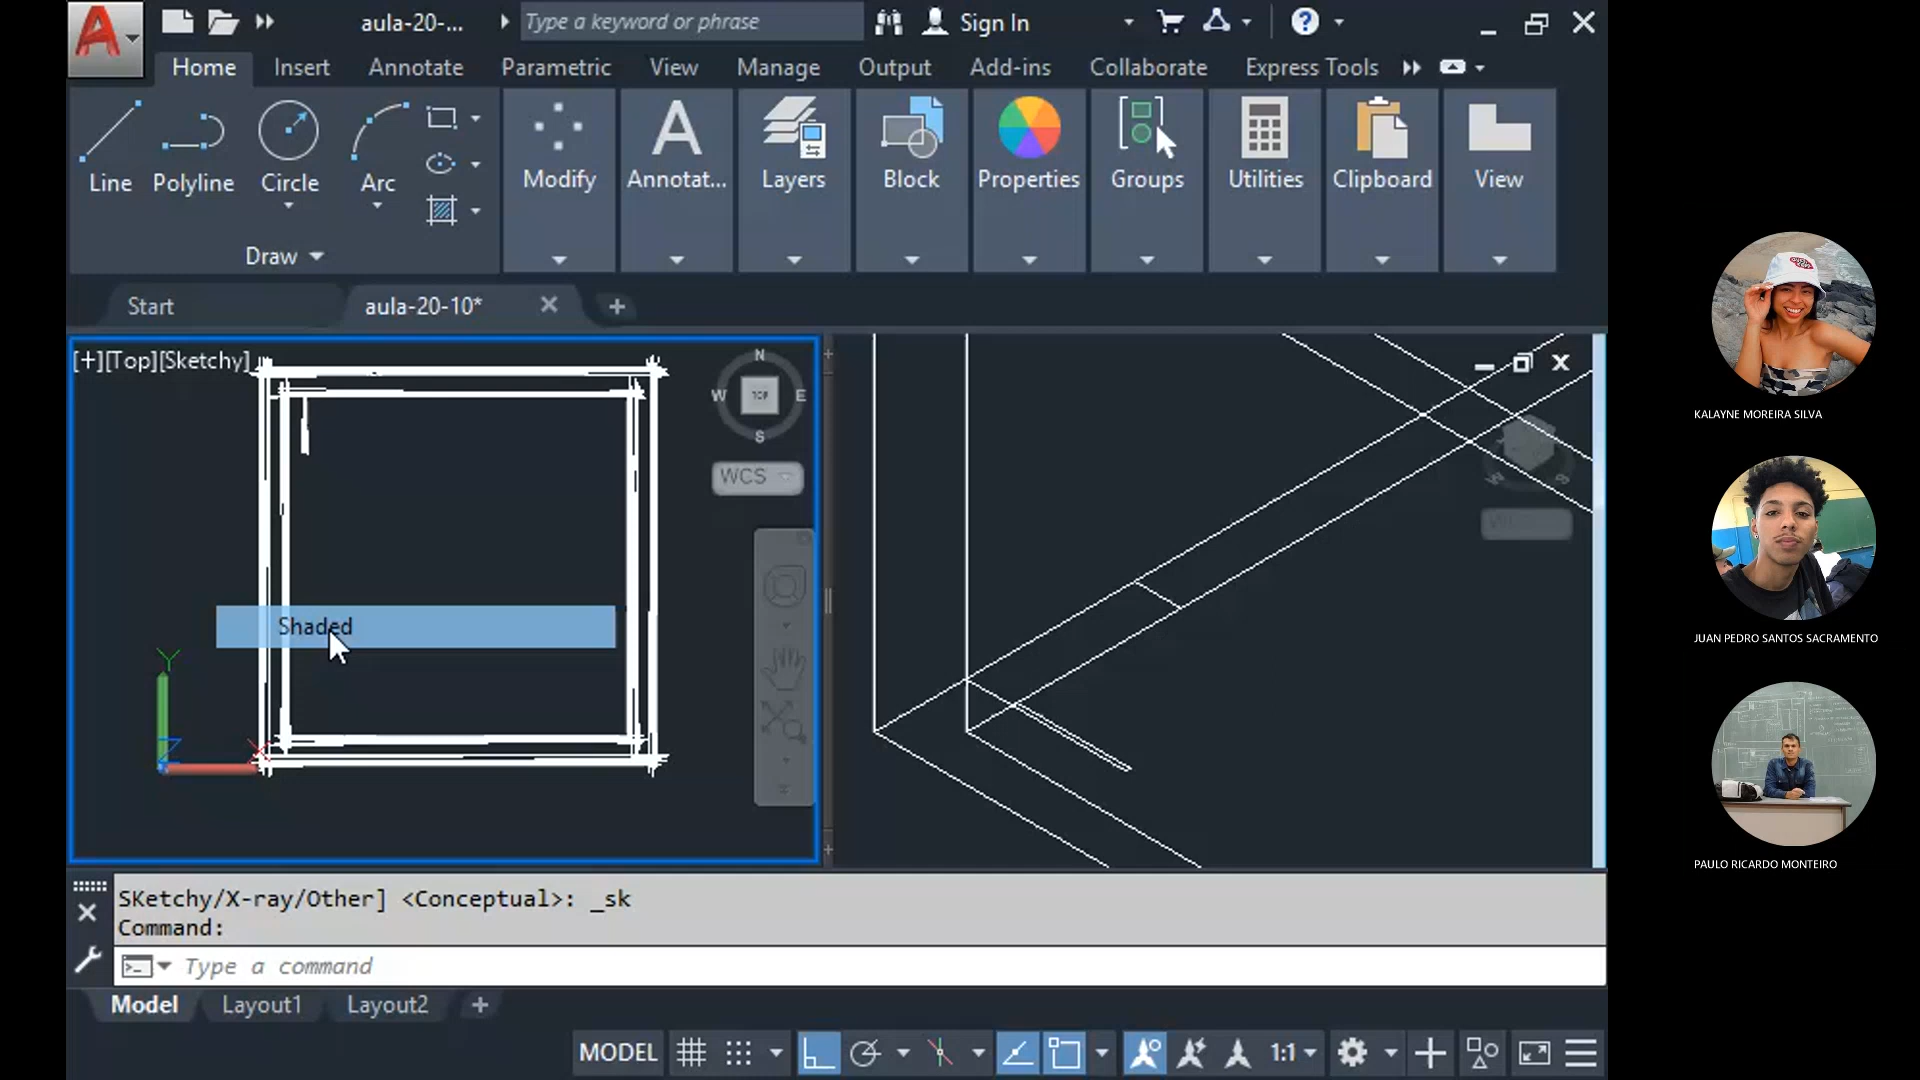 aula-20-...
Type a keyword or phrase
Sign In
Home
Insert
Annotate
Parametric
View
Manage
Output
Add-ins
Collaborate
Express Tools
Line
Polyline
Circle
Arc
Draw
Modify
Annotat...
Layers
Block
Properties
Groups
Utilities
Clipboard
View
Start
aula-20-10*
[+][Top][Sketchy]
N
W
TOP
E
S
WCS
Shaded
Y
Z
X
W
S
SKetchy/X-ray/Other] <Conceptual>: _sk
Command:
Type a command
Model
Layout1
Layout2
MODEL
1:1
KALAYNE MOREIRA SILVA
JUAN PEDRO SANTOS SACRAMENTO
PAULO RICARDO MONTEIRO